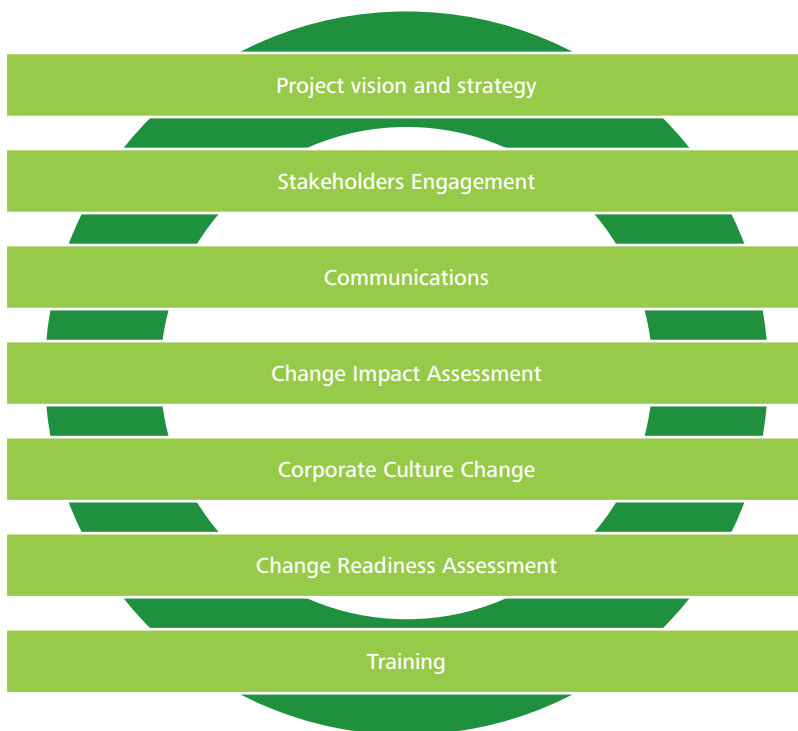 Project vision and strategy
Stakeholders Engagement
Communications
Change Impact Assessment
Corporate Culture Change
Change Readiness Assessment
Training